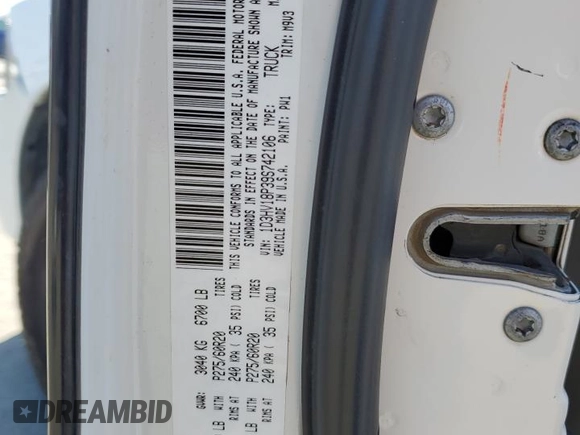 GVWR: 3040 KG 6700 LB
LB WITH P275/60R20 TIRES
RIMS AT 240 KPA ( 35 PSI) COLD
LB WITH P275/60R20 TIRES
RIMS AT 240 KPA ( 35 PSI) COLD
THIS VEHICLE CONFORMS TO ALL APPLICABLE U.S.A. FEDERAL MOTOR
STANDARDS IN EFFECT ON THE DATE OF MANUFACTURE SHOWN
VIN: 1D3HV18P39S742106 TYPE: TRUCK
VEHICLE MADE IN U.S.A. PAINT: PW1 TRIM: M9V3
DREAMBID